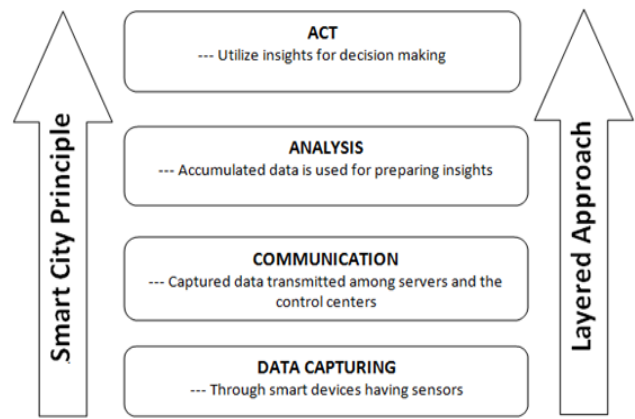 ACT
--- Utilize insights for decision making
ANALYSIS
--- Accumulated data is used for preparing insights
COMMUNICATION
--- Captured data transmitted among servers and the
control centers
DATA CAPTURING
--- Through smart devices having sensors
Smart City Principle
Layered Approach